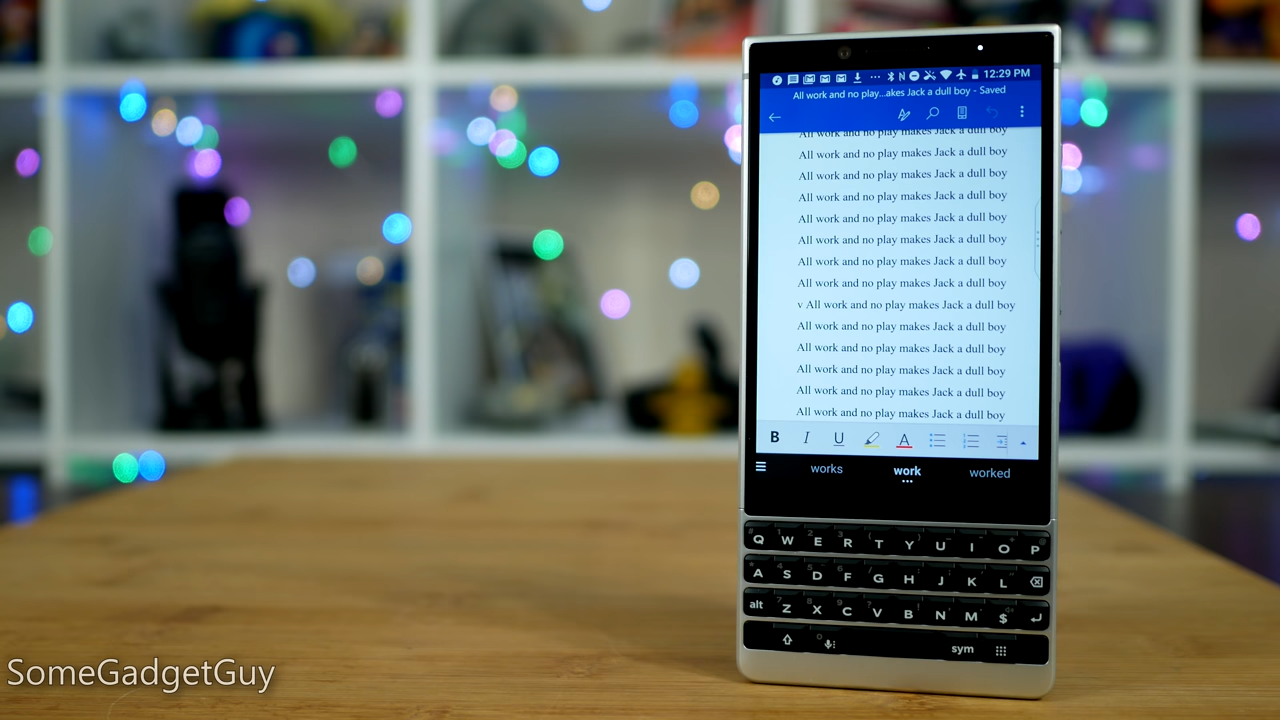 12:29 PM
All work and no play...akes Jack a dull boy - Saved
All work and no play makes Jack a dull boy
All work and no play makes Jack a dull boy
All work and no play makes Jack a dull boy
All work and no play makes Jack a dull boy
All work and no play makes Jack a dull boy
All work and no play makes Jack a dull boy
All work and no play makes Jack a dull boy
All work and no play makes Jack a dull boy
v All work and no play makes Jack a dull boy
All work and no play makes Jack a dull boy
All work and no play makes Jack a dull boy
All work and no play makes Jack a dull boy
All work and no play makes Jack a dull boy
All work and no play makes Jack a dull boy
B I U A
works work worked
Q W E R T Y U I O P
A S D F G H J K L
alt Z X C V B N M $
sym
SomeGadgetGuy